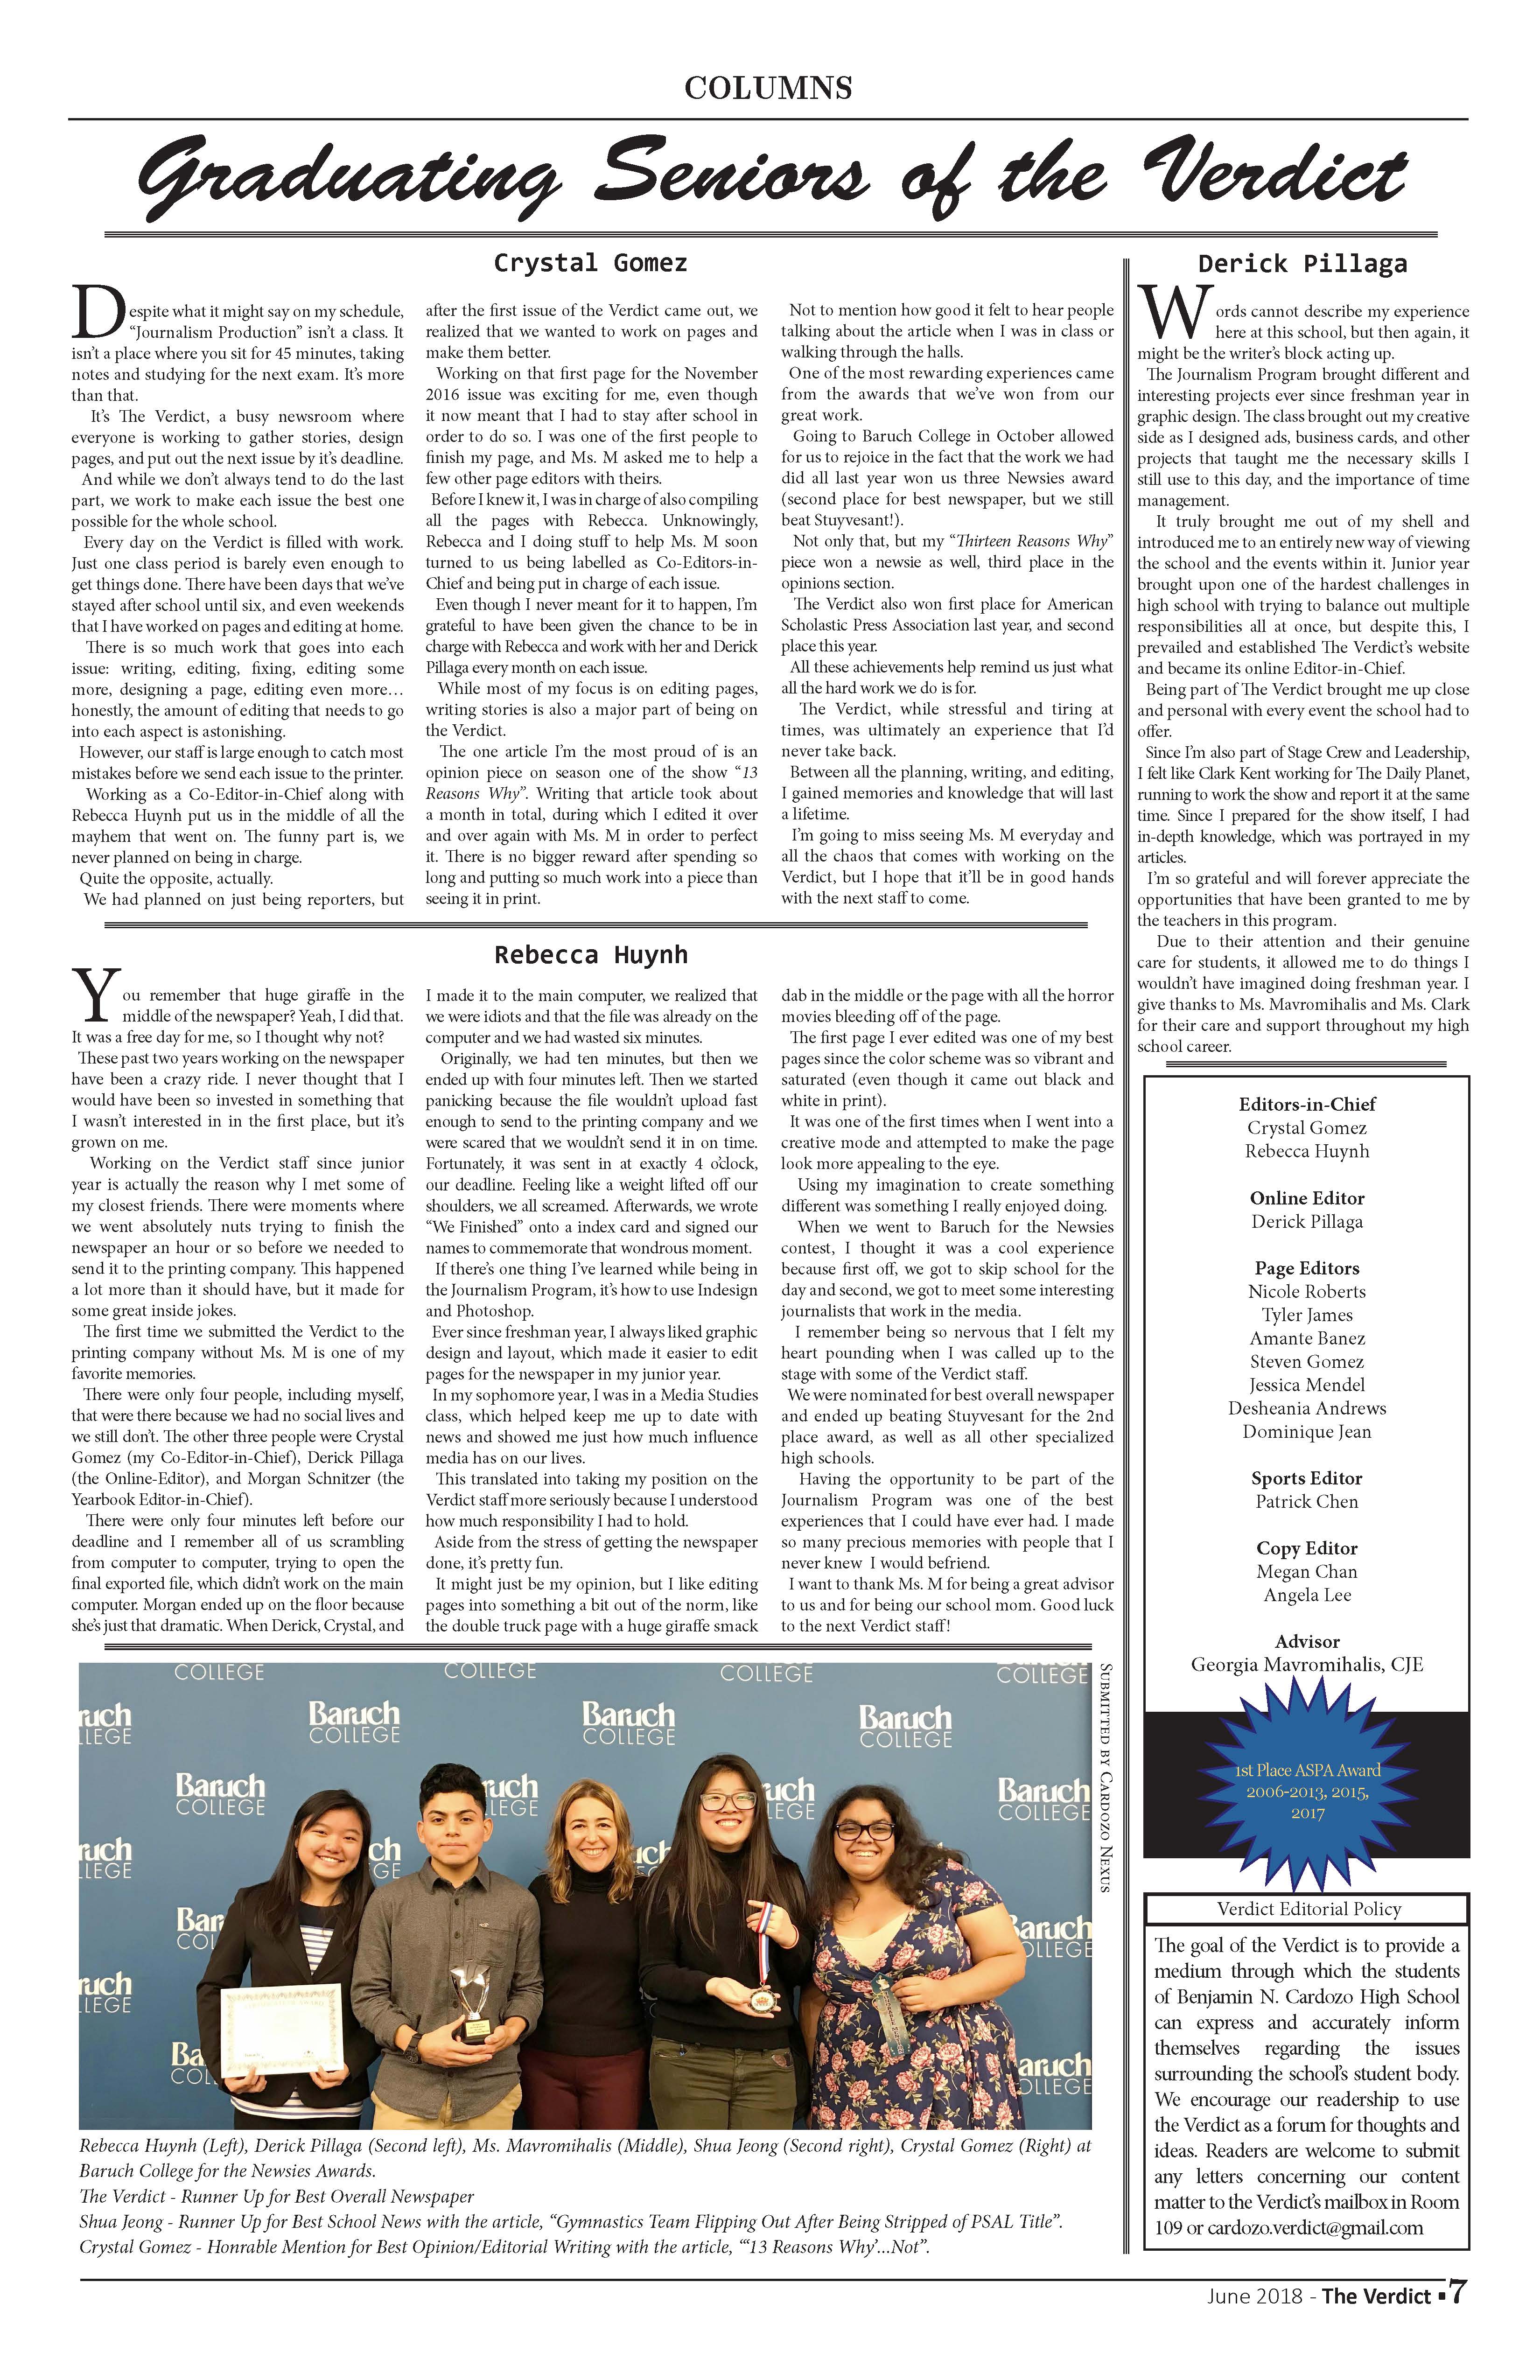 COLUMNS
Graduating Seniors of the Verdict
Crystal Gomez
Despite what it might say on my schedule,
“Journalism Production” isn’t a class. It
isn’t a place where you sit for 45 minutes, taking
notes and studying for the next exam. It’s more
than that.
It’s The Verdict, a busy newsroom where
everyone is working to gather stories, design
pages, and put out the next issue by it’s deadline.
And while we don’t always tend to do the last
part, we work to make each issue the best one
possible for the whole school.
Every day on the Verdict is filled with work.
Just one class period is barely even enough to
get things done. There have been days that we’ve
stayed after school until six, and even weekends
that I have worked on pages and editing at home.
There is so much work that goes into each
issue: writing, editing, fixing, editing some
more, designing a page, editing even more…
honestly, the amount of editing that needs to go
into each aspect is astonishing.
However, our staff is large enough to catch most
mistakes before we send each issue to the printer.
Working as a Co-Editor-in-Chief along with
Rebecca Huynh put us in the middle of all the
mayhem that went on. The funny part is, we
never planned on being in charge.
Quite the opposite, actually.
We had planned on just being reporters, but
after the first issue of the Verdict came out, we
realized that we wanted to work on pages and
make them better.
Working on that first page for the November
2016 issue was exciting for me, even though
it now meant that I had to stay after school in
order to do so. I was one of the first people to
finish my page, and Ms. M asked me to help a
few other page editors with theirs.
Before I knew it, I was in charge of also compiling
all the pages with Rebecca. Unknowingly,
Rebecca and I doing stuff to help Ms. M soon
turned to us being labelled as Co-Editors-in-
Chief and being put in charge of each issue.
Even though I never meant for it to happen, I’m
grateful to have been given the chance to be in
charge with Rebecca and work with her and Derick
Pillaga every month on each issue.
While most of my focus is on editing pages,
writing stories is also a major part of being on
the Verdict.
The one article I’m the most proud of is an
opinion piece on season one of the show “13
Reasons Why”. Writing that article took about
a month in total, during which I edited it over
and over again with Ms. M in order to perfect
it. There is no bigger reward after spending so
long and putting so much work into a piece than
seeing it in print.
Not to mention how good it felt to hear people
talking about the article when I was in class or
walking through the halls.
One of the most rewarding experiences came
from the awards that we’ve won from our
great work.
Going to Baruch College in October allowed
for us to rejoice in the fact that the work we had
did all last year won us three Newsies award
(second place for best newspaper, but we still
beat Stuyvesant!).
Not only that, but my “Thirteen Reasons Why”
piece won a newsie as well, third place in the
opinions section.
The Verdict also won first place for American
Scholastic Press Association last year, and second
place this year.
All these achievements help remind us just what
all the hard work we do is for.
The Verdict, while stressful and tiring at
times, was ultimately an experience that I’d
never take back.
Between all the planning, writing, and editing,
I gained memories and knowledge that will last
a lifetime.
I’m going to miss seeing Ms. M everyday and
all the chaos that comes with working on the
Verdict, but I hope that it’ll be in good hands
with the next staff to come.
Rebecca Huynh
You remember that huge giraffe in the
middle of the newspaper? Yeah, I did that.
It was a free day for me, so I thought why not?
These past two years working on the newspaper
have been a crazy ride. I never thought that I
would have been so invested in something that
I wasn’t interested in in the first place, but it’s
grown on me.
Working on the Verdict staff since junior
year is actually the reason why I met some of
my closest friends. There were moments where
we went absolutely nuts trying to finish the
newspaper an hour or so before we needed to
send it to the printing company. This happened
a lot more than it should have, but it made for
some great inside jokes.
The first time we submitted the Verdict to the
printing company without Ms. M is one of my
favorite memories.
There were only four people, including myself,
that were there because we had no social lives and
we still don’t. The other three people were Crystal
Gomez (my Co-Editor-in-Chief), Derick Pillaga
(the Online-Editor), and Morgan Schnitzer (the
Yearbook Editor-in-Chief).
There were only four minutes left before our
deadline and I remember all of us scrambling
from computer to computer, trying to open the
final exported file, which didn’t work on the main
computer. Morgan ended up on the floor because
she’s just that dramatic. When Derick, Crystal, and
I made it to the main computer, we realized that
we were idiots and that the file was already on the
computer and we had wasted six minutes.
Originally, we had ten minutes, but then we
ended up with four minutes left. Then we started
panicking because the file wouldn’t upload fast
enough to send to the printing company and we
were scared that we wouldn’t send it in on time.
Fortunately, it was sent in at exactly 4 o’clock,
our deadline. Feeling like a weight lifted off our
shoulders, we all screamed. Afterwards, we wrote
“We Finished” onto a index card and signed our
names to commemorate that wondrous moment.
If there’s one thing I’ve learned while being in
the Journalism Program, it’s how to use Indesign
and Photoshop.
Ever since freshman year, I always liked graphic
design and layout, which made it easier to edit
pages for the newspaper in my junior year.
In my sophomore year, I was in a Media Studies
class, which helped keep me up to date with
news and showed me just how much influence
media has on our lives.
This translated into taking my position on the
Verdict staff more seriously because I understood
how much responsibility I had to hold.
Aside from the stress of getting the newspaper
done, it’s pretty fun.
It might just be my opinion, but I like editing
pages into something a bit out of the norm, like
the double truck page with a huge giraffe smack
dab in the middle or the page with all the horror
movies bleeding off of the page.
The first page I ever edited was one of my best
pages since the color scheme was so vibrant and
saturated (even though it came out black and
white in print).
It was one of the first times when I went into a
creative mode and attempted to make the page
look more appealing to the eye.
Using my imagination to create something
different was something I really enjoyed doing.
When we went to Baruch for the Newsies
contest, I thought it was a cool experience
because first off, we got to skip school for the
day and second, we got to meet some interesting
journalists that work in the media.
I remember being so nervous that I felt my
heart pounding when I was called up to the
stage with some of the Verdict staff.
We were nominated for best overall newspaper
and ended up beating Stuyvesant for the 2nd
place award, as well as all other specialized
high schools.
Having the opportunity to be part of the
Journalism Program was one of the best
experiences that I could have ever had. I made
so many precious memories with people that I
never knew I would befriend.
I want to thank Ms. M for being a great advisor
to us and for being our school mom. Good luck
to the next Verdict staff!
Derick Pillaga
Words cannot describe my experience
here at this school, but then again, it
might be the writer’s block acting up.
The Journalism Program brought different and
interesting projects ever since freshman year in
graphic design. The class brought out my creative
side as I designed ads, business cards, and other
projects that taught me the necessary skills I
still use to this day, and the importance of time
management.
It truly brought me out of my shell and
introduced me to an entirely new way of viewing
the school and the events within it. Junior year
brought upon one of the hardest challenges in
high school with trying to balance out multiple
responsibilities all at once, but despite this, I
prevailed and established The Verdict’s website
and became its online Editor-in-Chief.
Being part of The Verdict brought me up close
and personal with every event the school had to
offer.
Since I’m also part of Stage Crew and Leadership,
I felt like Clark Kent working for The Daily Planet,
running to work the show and report it at the same
time. Since I prepared for the show itself, I had
in-depth knowledge, which was portrayed in my
articles.
I’m so grateful and will forever appreciate the
opportunities that have been granted to me by
the teachers in this program.
Due to their attention and their genuine
care for students, it allowed me to do things I
wouldn’t have imagined doing freshman year. I
give thanks to Ms. Mavromihalis and Ms. Clark
for their care and support throughout my high
school career.
Editors-in-Chief
Crystal Gomez
Rebecca Huynh
Online Editor
Derick Pillaga
Page Editors
Nicole Roberts
Tyler James
Amante Banez
Steven Gomez
Jessica Mendel
Desheania Andrews
Dominique Jean
Sports Editor
Patrick Chen
Copy Editor
Megan Chan
Angela Lee
Advisor
Georgia Mavromihalis, CJE
1st Place ASPA Award
2006-2013, 2015,
2017
Verdict Editorial Policy
The goal of the Verdict is to provide a
medium through which the students
of Benjamin N. Cardozo High School
can express and accurately inform
themselves regarding the issues
surrounding the school’s student body.
We encourage our readership to use
the Verdict as a forum for thoughts and
ideas. Readers are welcome to submit
any letters concerning our content
matter to the Verdict’s mailbox in Room
109 or cardozo.verdict@gmail.com
Baruch
COLLEGE
Submitted by Cardozo Nexus
Rebecca Huynh (Left), Derick Pillaga (Second left), Ms. Mavromihalis (Middle), Shua Jeong (Second right), Crystal Gomez (Right) at
Baruch College for the Newsies Awards.
The Verdict - Runner Up for Best Overall Newspaper
Shua Jeong - Runner Up for Best School News with the article, “Gymnastics Team Flipping Out After Being Stripped of PSAL Title”.
Crystal Gomez - Honrable Mention for Best Opinion/Editorial Writing with the article, “‘13 Reasons Why’...Not”.
June 2018 - The Verdict ▪7